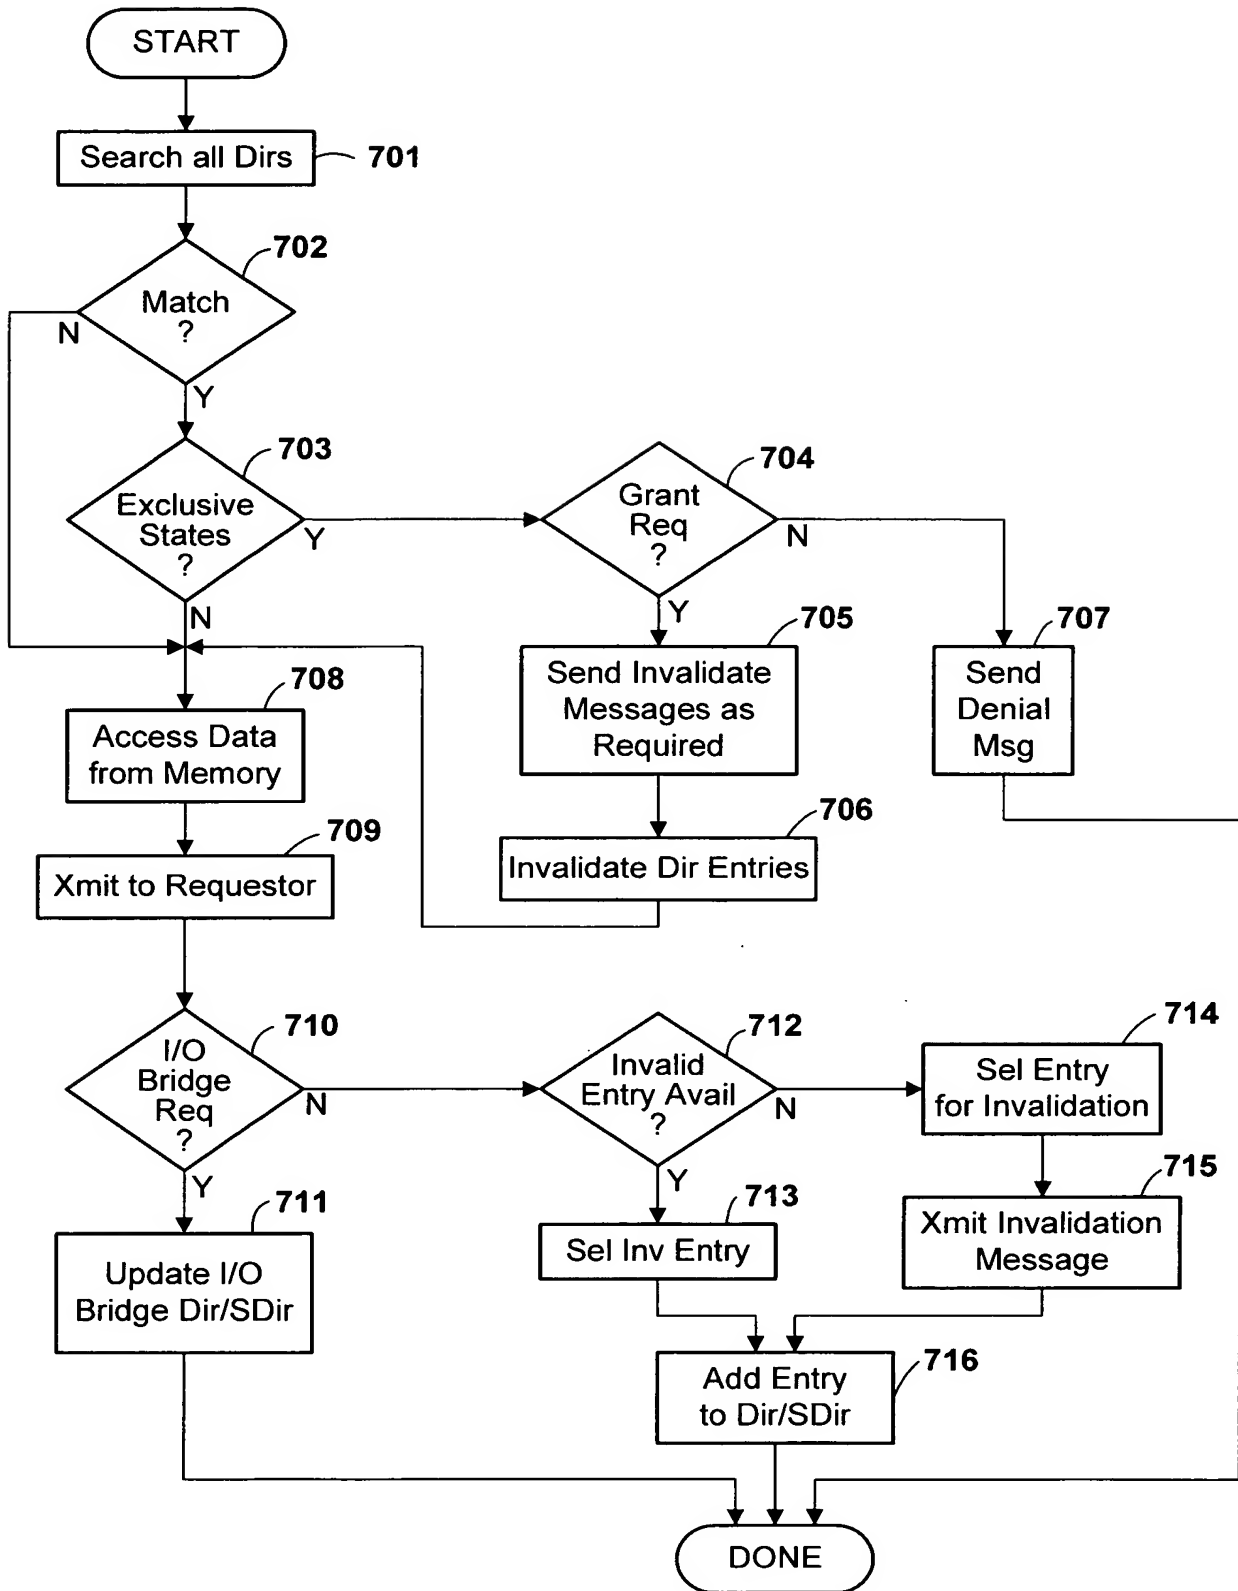 START
Search all Dirs
701
702
Match
?
N
Y
703
Exclusive
States
?
Y
N
704
Grant
Req
?
N
Y
705
Send Invalidate
Messages as
Required
707
Send
Denial
Msg
708
Access Data
from Memory
706
Invalidate Dir Entries
709
Xmit to Requestor
710
I/O
Bridge
Req
?
N
Y
712
Invalid
Entry Avail
?
N
Y
714
Sel Entry
for Invalidation
711
Update I/O
Bridge Dir/SDir
713
Sel Inv Entry
715
Xmit Invalidation
Message
716
Add Entry
to Dir/SDir
DONE